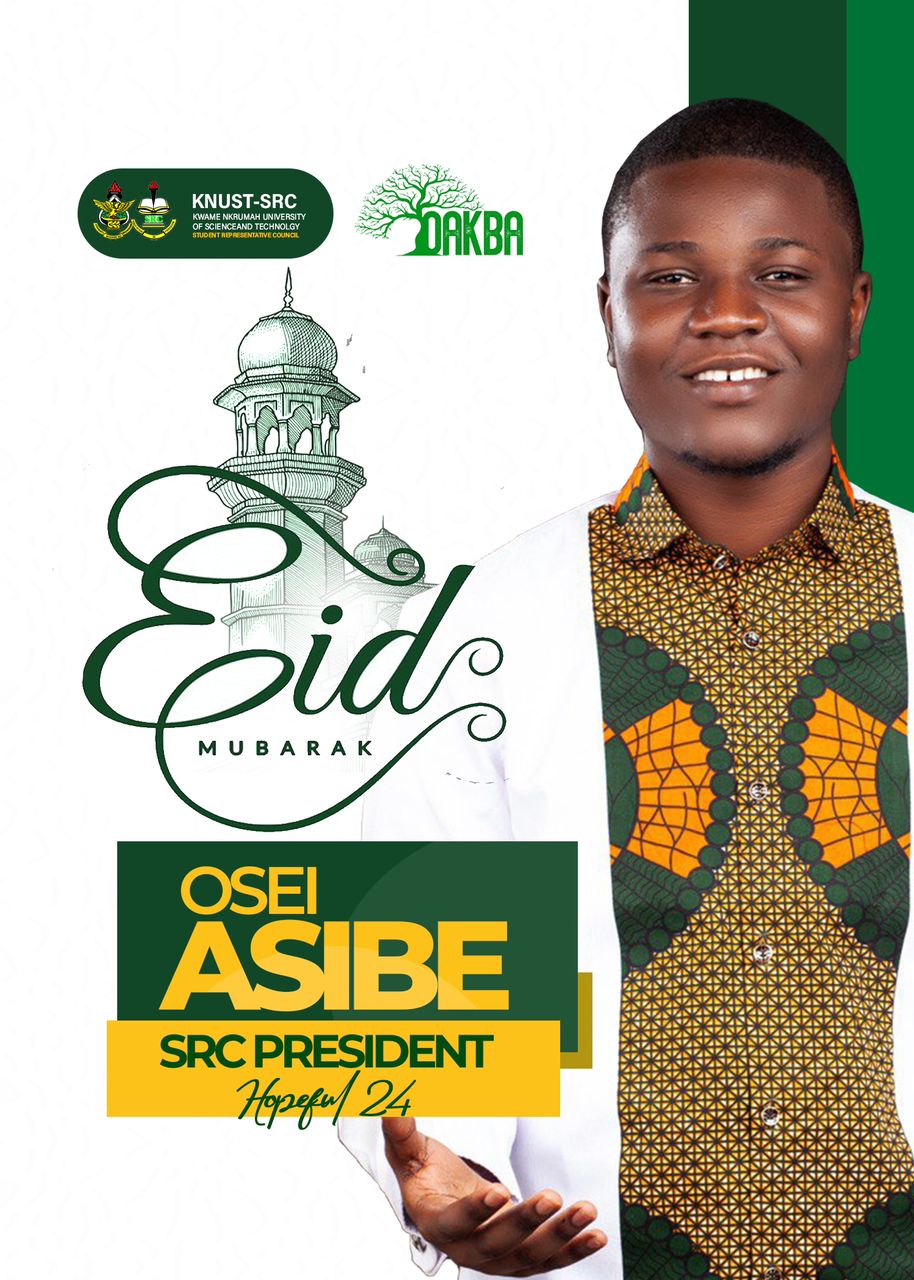 KNUST-SRC
KWAME NKRUMAH UNIVERSITY
OF SCIENCEAND TECHNOLGY
STUDENT REPRESENTATIVE COUNCIL
SRC
OAKBA
Eid
MUBARAK
OSEI
ASIBE
SRC PRESIDENT
Hopeful 24